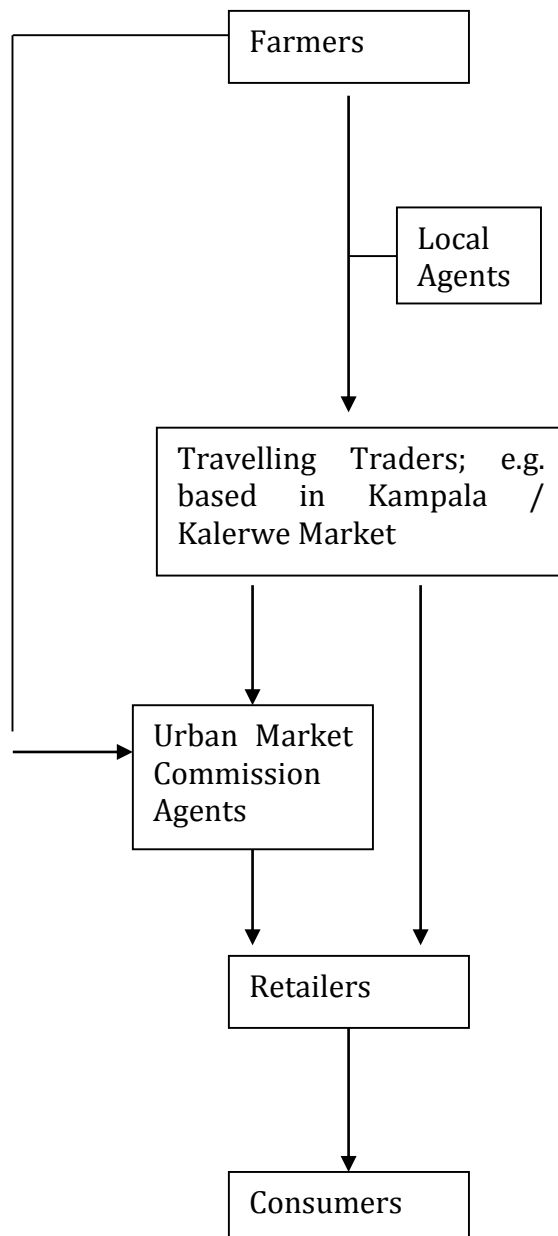 Farmers
Local
Agents
Travelling Traders; e.g.
based in Kampala /
Kalerwe Market
Urban Market
Commission
Agents
Retailers
Consumers